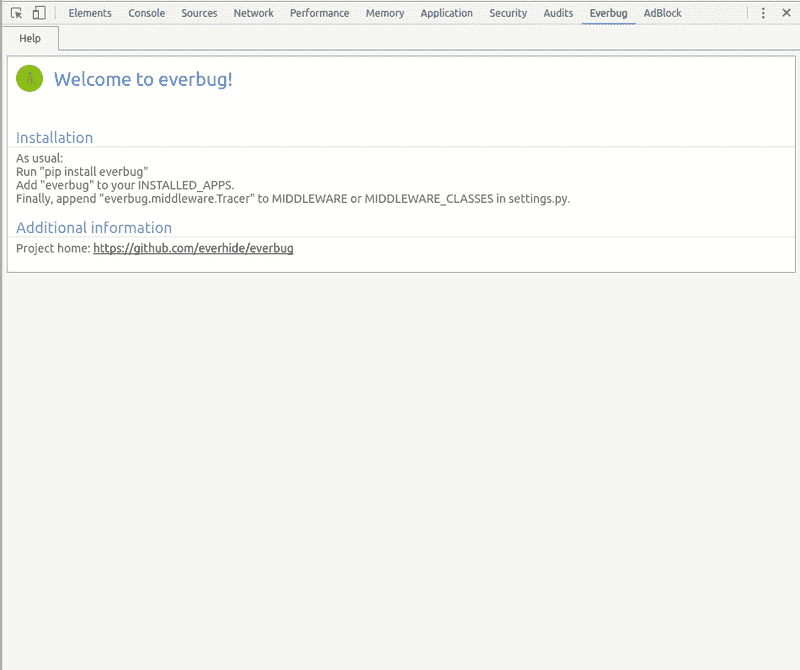 Elements Console Sources Network Performance Memory Application Security Audits Everbug AdBlock
Help
Welcome to everbug!
Installation
As usual:
Run "pip install everbug"
Add "everbug" to your INSTALLED_APPS.
Finally, append "everbug.middleware.Tracer" to MIDDLEWARE or MIDDLEWARE_CLASSES in settings.py.
Additional information
Project home: https://github.com/everhide/everbug